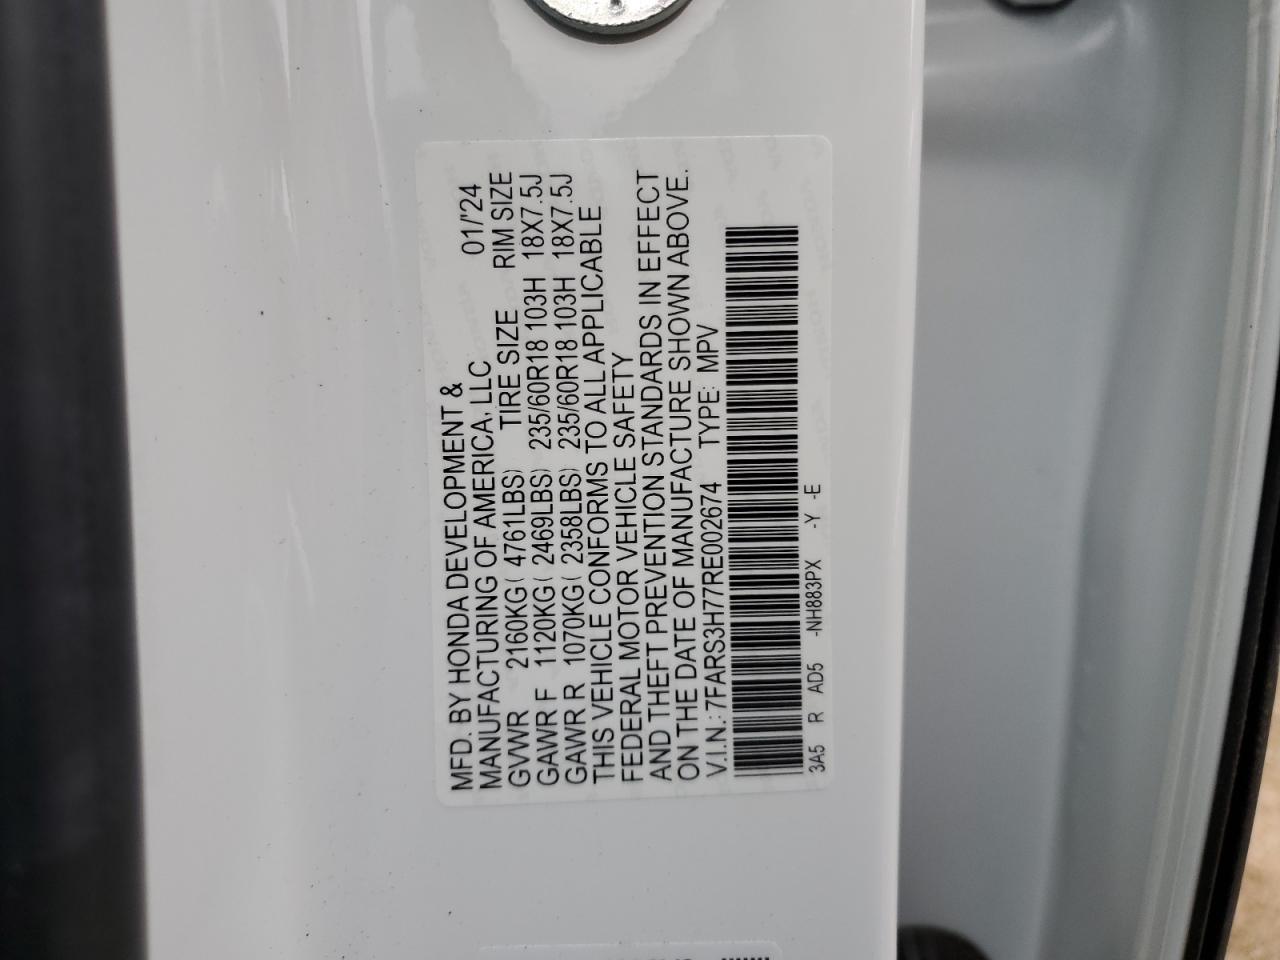 MFD. BY HONDA DEVELOPMENT &
MANUFACTURING OF AMERICA, LLC 01/'24
GVWR 2160KG( 4761LBS) TIRE SIZE RIM SIZE
GAWR F 1120KG( 2469LBS) 235/60R18 103H 18X7.5J
GAWR R 1070KG( 2358LBS) 235/60R18 103H 18X7.5J
THIS VEHICLE CONFORMS TO ALL APPLICABLE
FEDERAL MOTOR VEHICLE SAFETY
AND THEFT PREVENTION STANDARDS IN EFFECT
ON THE DATE OF MANUFACTURE SHOWN ABOVE.
V.I.N.: 7FARS3H77RE002674 TYPE: MPV
3A5 R AD5 -NH883PX -Y -E